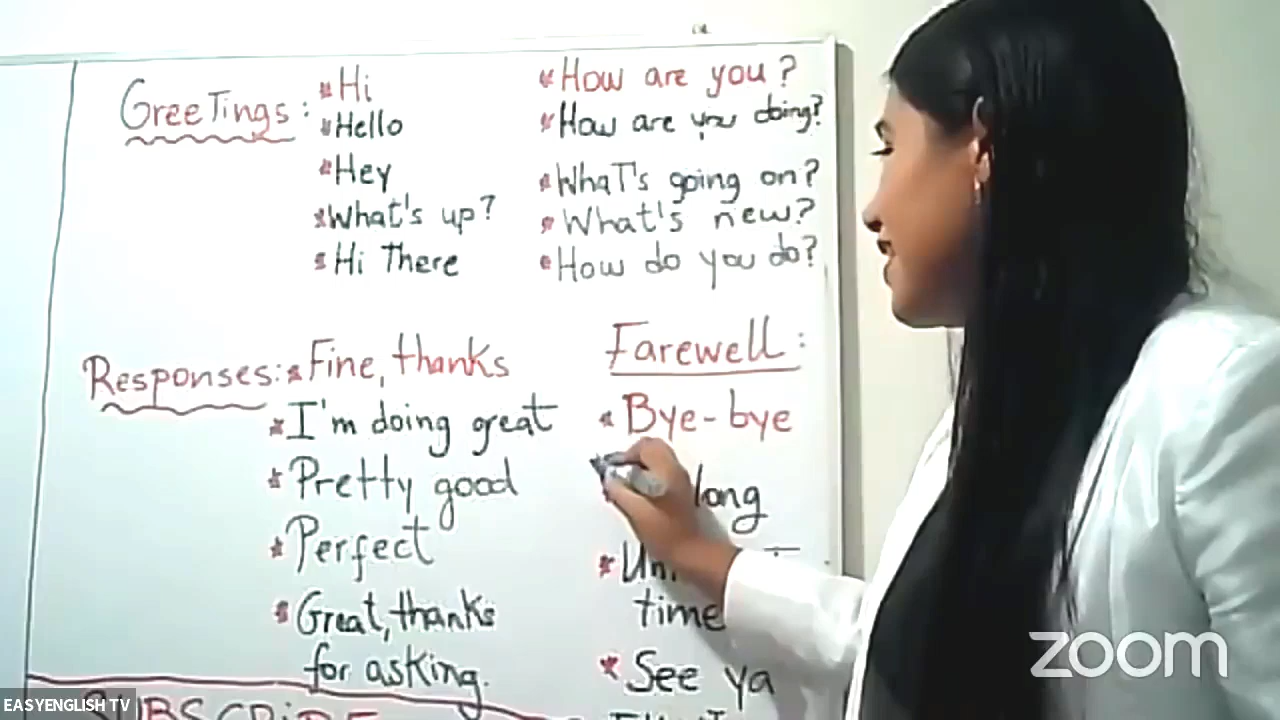 Greetings:
* Hi
* Hello
* Hey
* What's up?
* Hi There
* How are you?
* How are you doing?
* What's going on?
* What's new?
* How do you do?
Responses:
* Fine, thanks
* I'm doing great
* Pretty good
* Perfect
* Great, thanks
for asking.
Farewell:
* Bye-bye
long
time
* See ya
SUBSCRiBE
EASYENGLISH TV
zoom